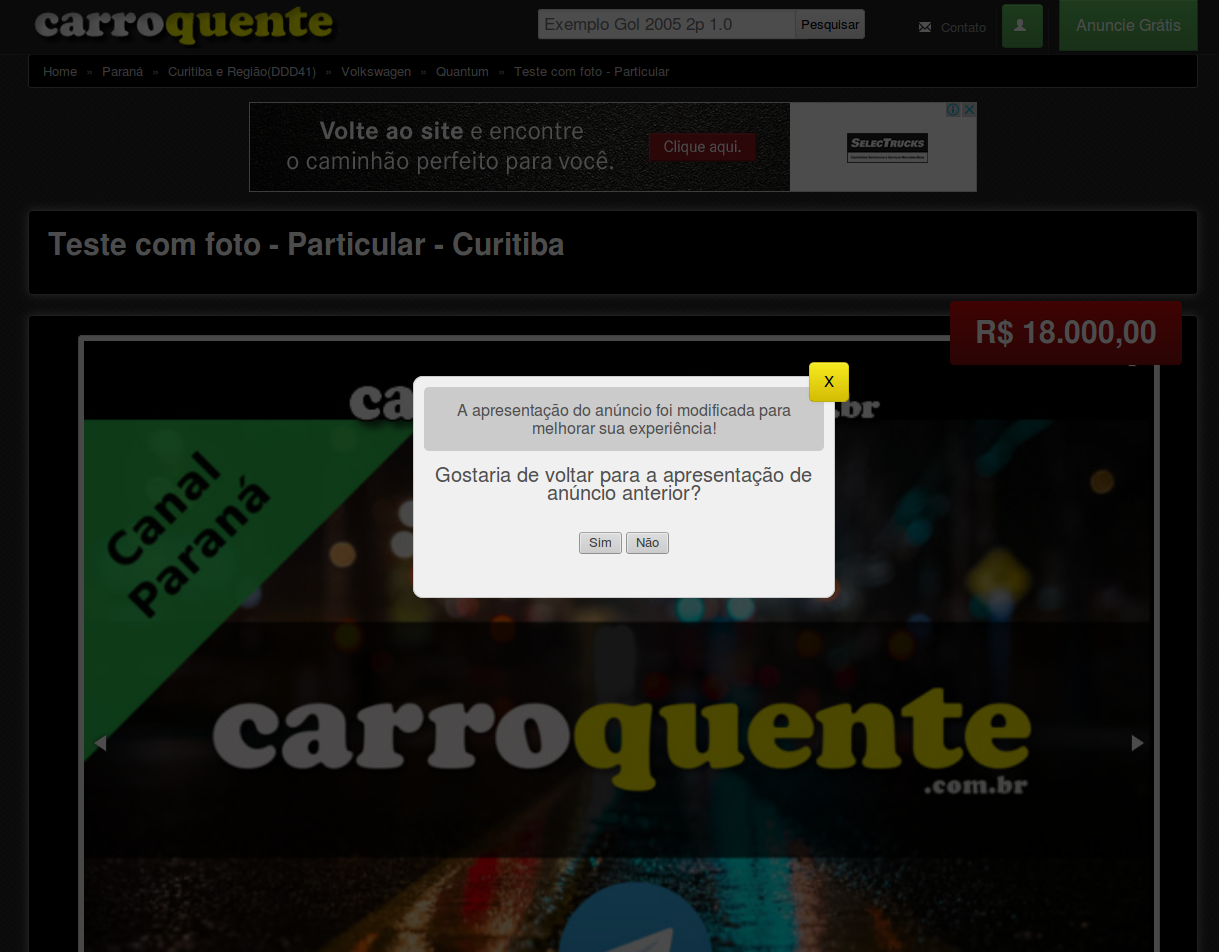 carroquente
Exemplo Gol 2005 2p 1.0
Pesquisar
Contato
Anuncie Grátis
Home » Paraná » Curitiba e Região(DDD41) » Volkswagen » Quantum » Teste com foto - Particular
Volte ao site e encontre
o caminhão perfeito para você.
Clique aqui.
SELECTRUCKS
Teste com foto - Particular - Curitiba
R$ 18.000,00
X
ca
.br
A apresentação do anúncio foi modificada para
melhorar sua experiência!
Gostaria de voltar para a apresentação de
anúncio anterior?
Sim Não
Canal
Paraná
carroquente
.com.br